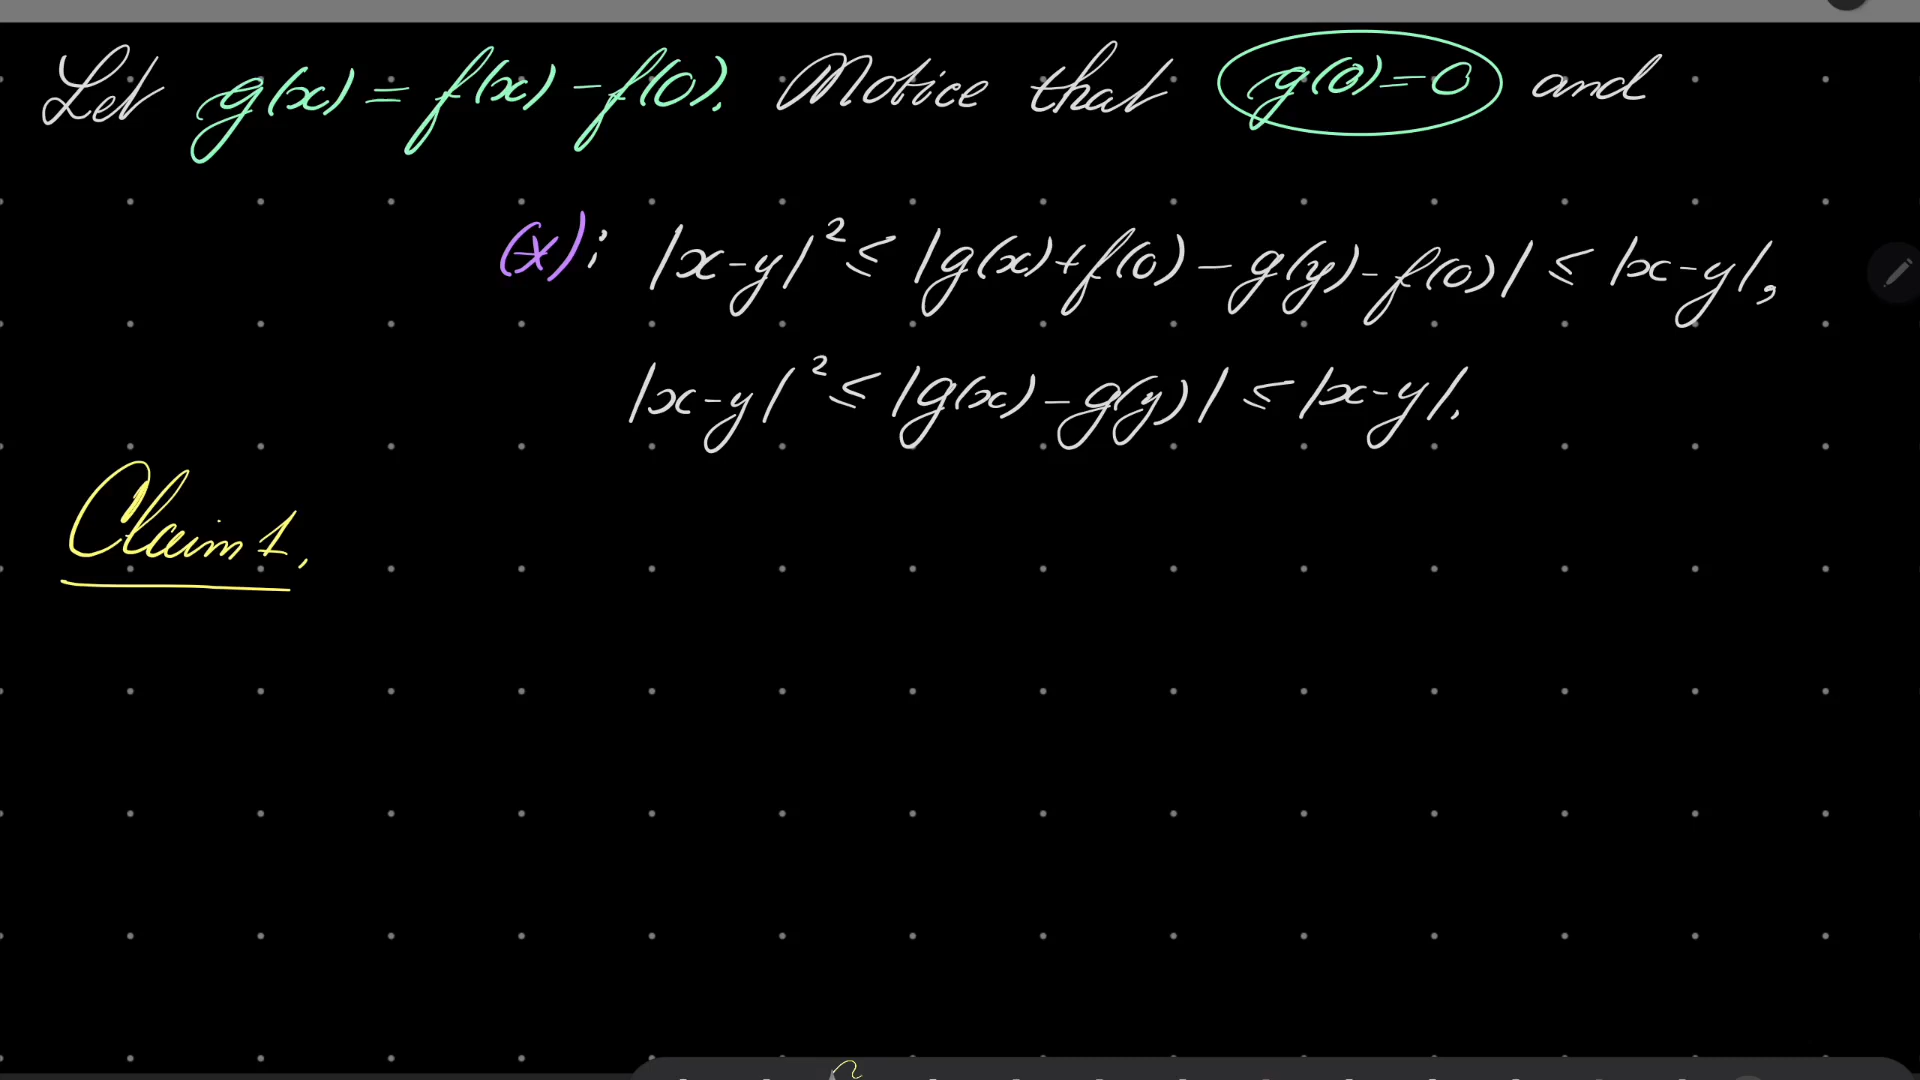 Let g(x) = f(x) - f(0). Notice that g(0) = 0 and
(*): |x-y|² ≤ |g(x)+f(0)-g(y)-f(0)| ≤ |x-y|,
|x-y|² ≤ |g(x)-g(y)| ≤ |x-y|.
Claim 1.